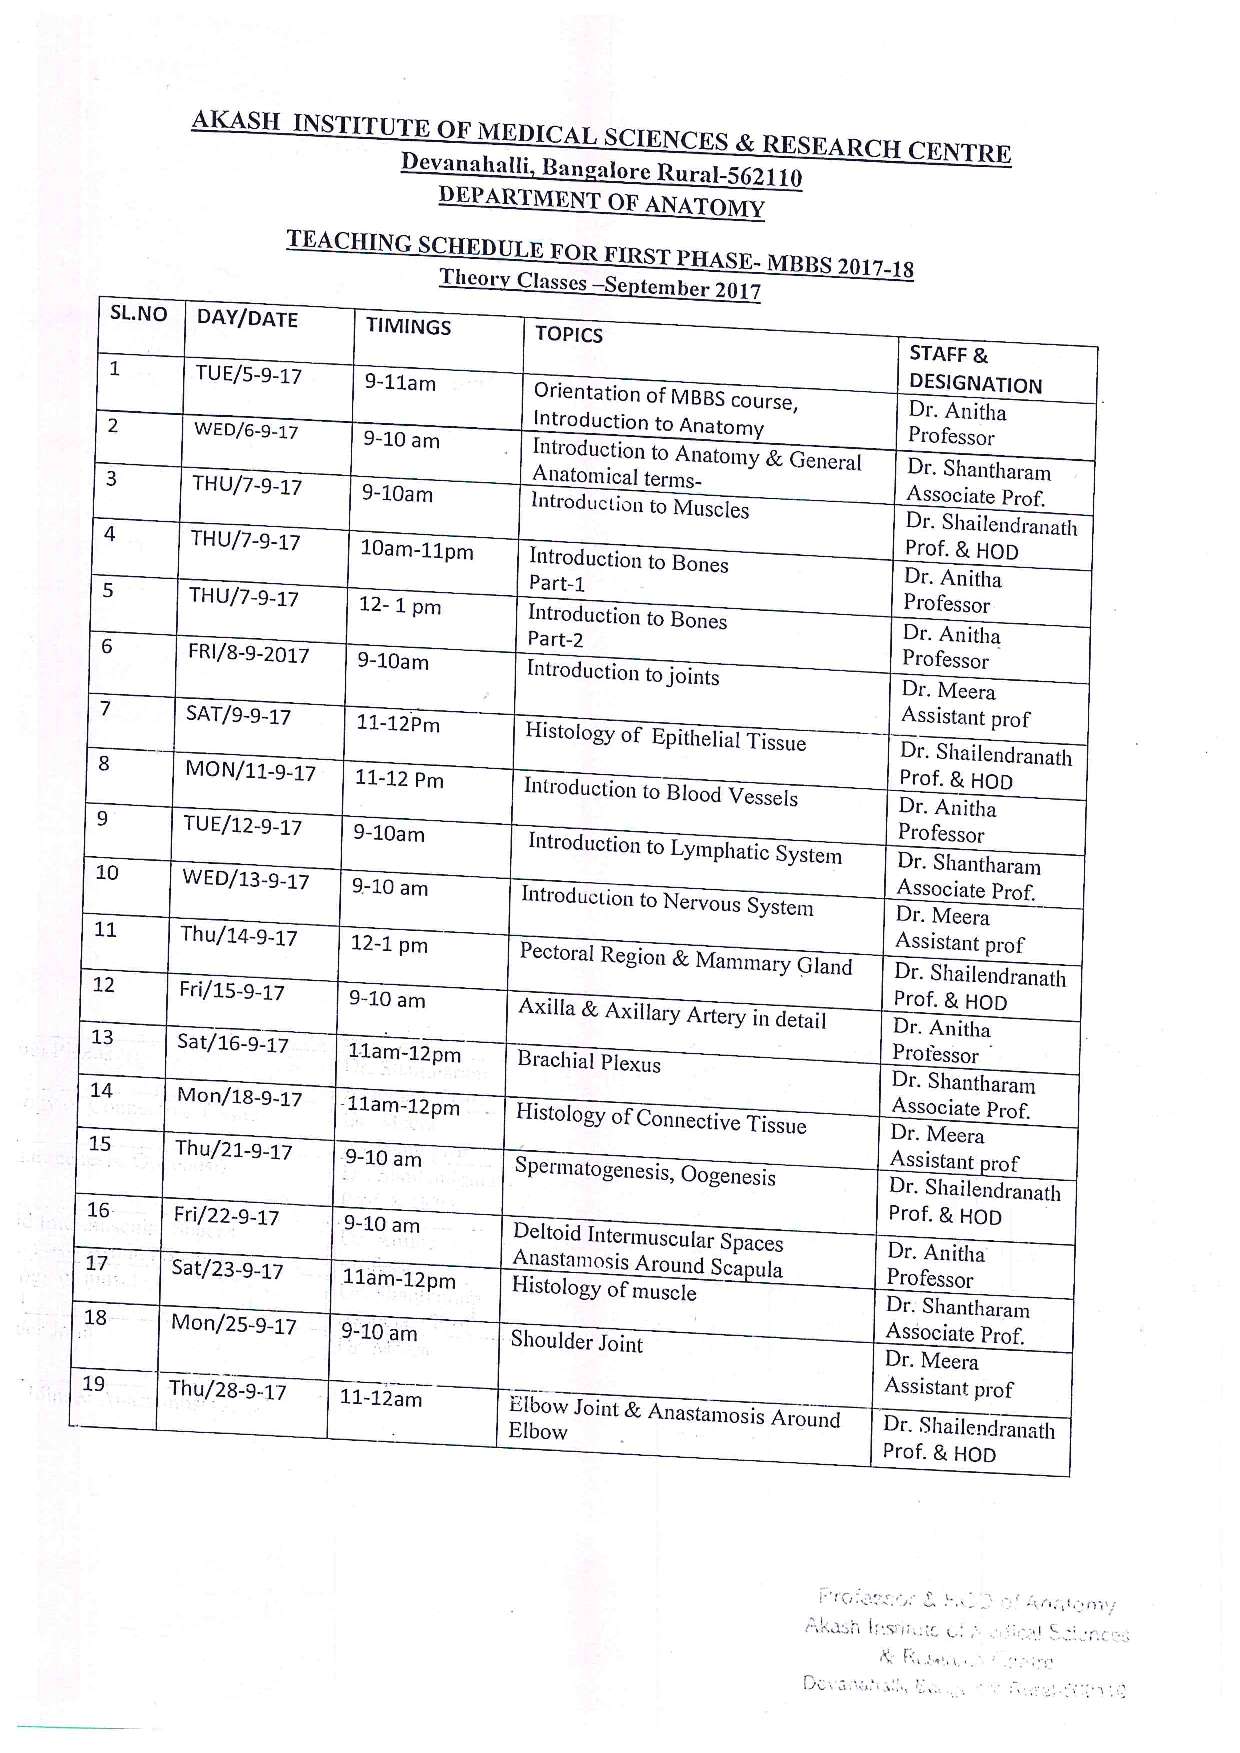 AKASH INSTITUTE OF MEDICAL SCIENCES & RESEARCH CENTRE
Devanahalli, Bangalore Rural-562110
DEPARTMENT OF ANATOMY
TEACHING SCHEDULE FOR FIRST PHASE- MBBS 2017-18
Theory Classes –September 2017
SL.NO DAY/DATE TIMINGS TOPICS STAFF &
DESIGNATION
1 TUE/5-9-17 9-11am Orientation of MBBS course, Dr. Anitha
Introduction to Anatomy Professor
2 WED/6-9-17 9-10 am Introduction to Anatomy & General Dr. Shantharam
Anatomical terms- Associate Prof.
3 THU/7-9-17 9-10am Introduction to Muscles Dr. Shailendranath
Prof. & HOD
4 THU/7-9-17 10am-11pm Introduction to Bones Dr. Anitha
Part-1 Professor
5 THU/7-9-17 12- 1 pm Introduction to Bones Dr. Anitha
Part-2 Professor
6 FRI/8-9-2017 9-10am Introduction to joints Dr. Meera
Assistant prof
7 SAT/9-9-17 11-12Pm Histology of Epithelial Tissue Dr. Shailendranath
Prof. & HOD
8 MON/11-9-17 11-12 Pm Introduction to Blood Vessels Dr. Anitha
Professor
9 TUE/12-9-17 9-10am Introduction to Lymphatic System Dr. Shantharam
Associate Prof.
10 WED/13-9-17 9-10 am Introduction to Nervous System Dr. Meera
Assistant prof
11 Thu/14-9-17 12-1 pm Pectoral Region & Mammary Gland Dr. Shailendranath
Prof. & HOD
12 Fri/15-9-17 9-10 am Axilla & Axillary Artery in detail Dr. Anitha
Professor
13 Sat/16-9-17 11am-12pm Brachial Plexus Dr. Shantharam
Associate Prof.
14 Mon/18-9-17 11am-12pm Histology of Connective Tissue Dr. Meera
Assistant prof
15 Thu/21-9-17 9-10 am Spermatogenesis, Oogenesis Dr. Shailendranath
Prof. & HOD
16 Fri/22-9-17 9-10 am Deltoid Intermuscular Spaces Dr. Anitha
Anastamosis Around Scapula Professor
17 Sat/23-9-17 11am-12pm Histology of muscle Dr. Shantharam
Associate Prof.
18 Mon/25-9-17 9-10 am Shoulder Joint Dr. Meera
Assistant prof
19 Thu/28-9-17 11-12am Elbow Joint & Anastamosis Around Dr. Shailendranath
Elbow Prof. & HOD
Professor & HOD of Anatomy
Akash Institute of Medical Sciences
& Research Centre
Devanahalli,